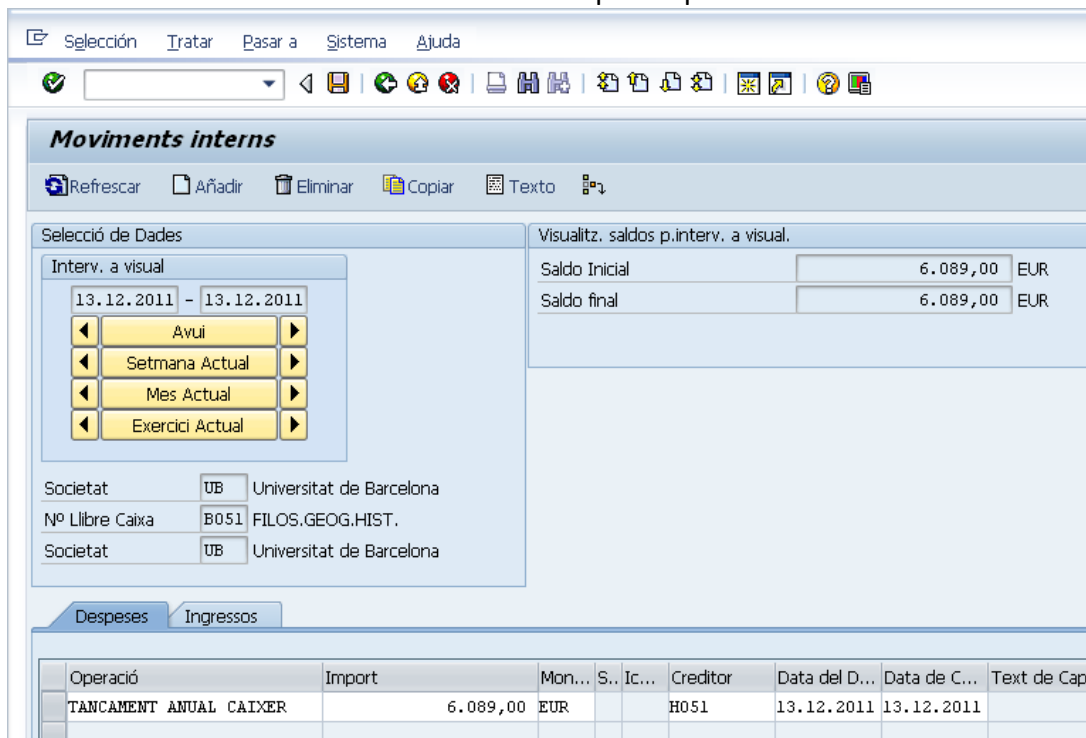 Selección Tratar Pasar a Sistema Ajuda
Moviments interns
Refrescar Añadir Eliminar Copiar Texto
Selecció de Dades
Interv. a visual
13.12.2011 - 13.12.2011
Avui
Setmana Actual
Mes Actual
Exercici Actual
Visualitz. saldos p.interv. a visual.
Saldo Inicial 6.089,00 EUR
Saldo final 6.089,00 EUR
Societat UB Universitat de Barcelona
Nº Llibre Caixa B051 FILOS.GEOG.HIST.
Societat UB Universitat de Barcelona
Despeses Ingressos
Operació Import Mon... S.. Ic... Creditor Data del D... Data de C... Text de Cap
TANCAMENT ANUAL CAIXER 6.089,00 EUR H051 13.12.2011 13.12.2011